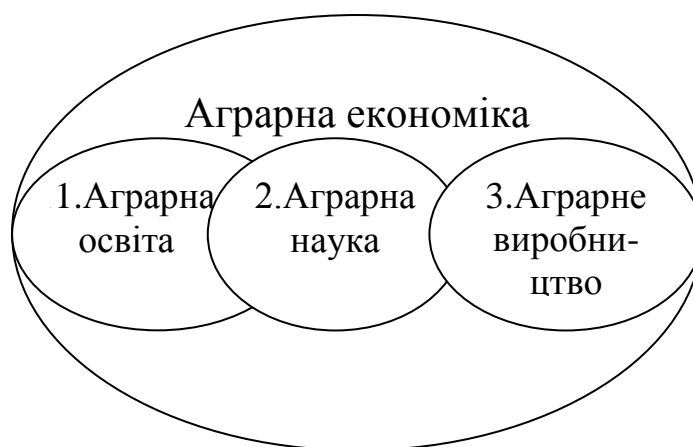 Аграрна економіка
1.Аграрна
освіта
2.Аграрна
наука
3.Аграрне
виробни-
цтво